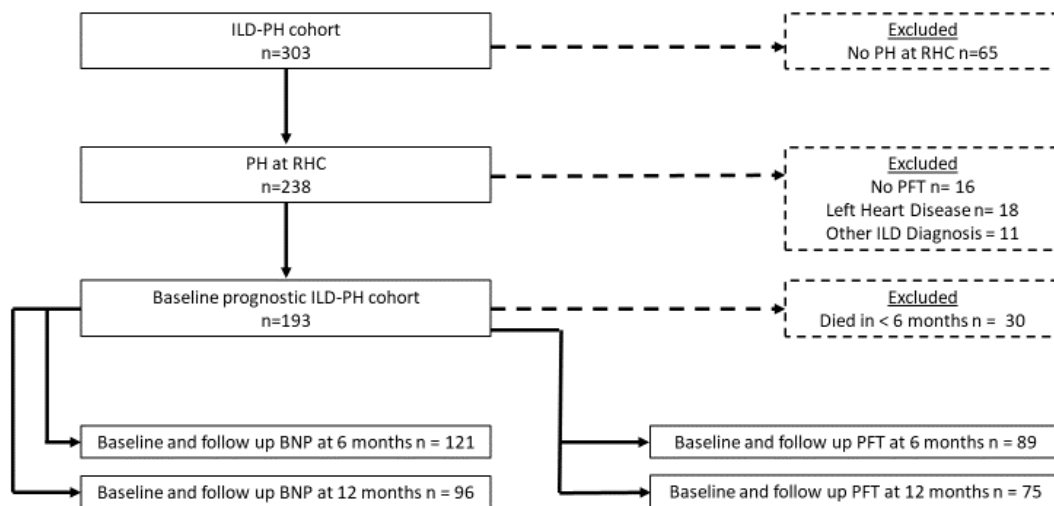 ILD-PH cohort
n=303
Excluded
No PH at RHC n=65
PH at RHC
n=238
Excluded
No PFT n= 16
Left Heart Disease n= 18
Other ILD Diagnosis = 11
Baseline prognostic ILD-PH cohort
n=193
Excluded
Died in < 6 months n = 30
Baseline and follow up BNP at 6 months n = 121
Baseline and follow up PFT at 6 months n = 89
Baseline and follow up BNP at 12 months n = 96
Baseline and follow up PFT at 12 months n = 75